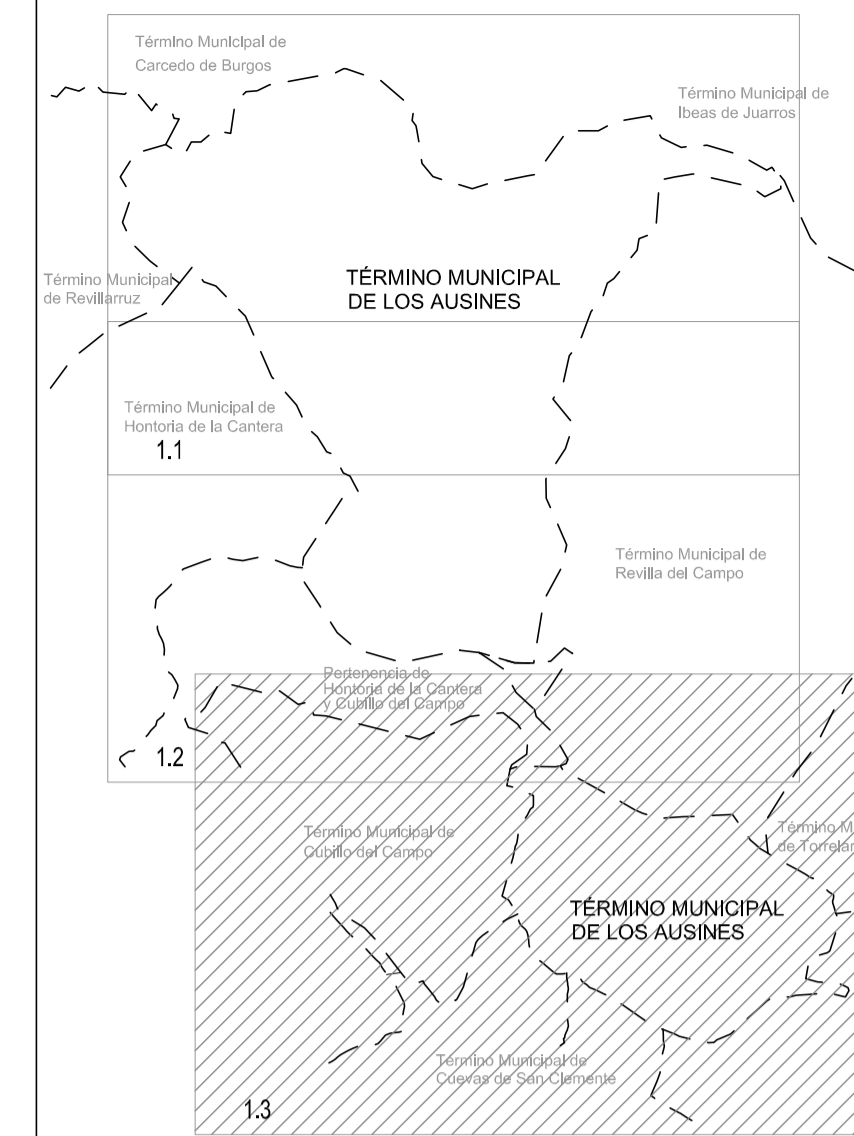 Término Municipal de
Carcedo de Burgos
Término Municipal de
Ibeas de Juarros
Término Municipal
de Revillarruz
TÉRMINO MUNICIPAL
DE LOS AUSINES
Término Municipal de
Hontoria de la Cantera
1.1
Término Municipal de
Revilla del Campo
Pertenencia de
Hontoria de la Cantera
y Cubillo del Campo
1.2
Término Municipal de
Cubillo del Campo
Término M
de Torrelar
TÉRMINO MUNICIPAL
DE LOS AUSINES
Término Municipal de
Cuevas de San Clemente
1.3